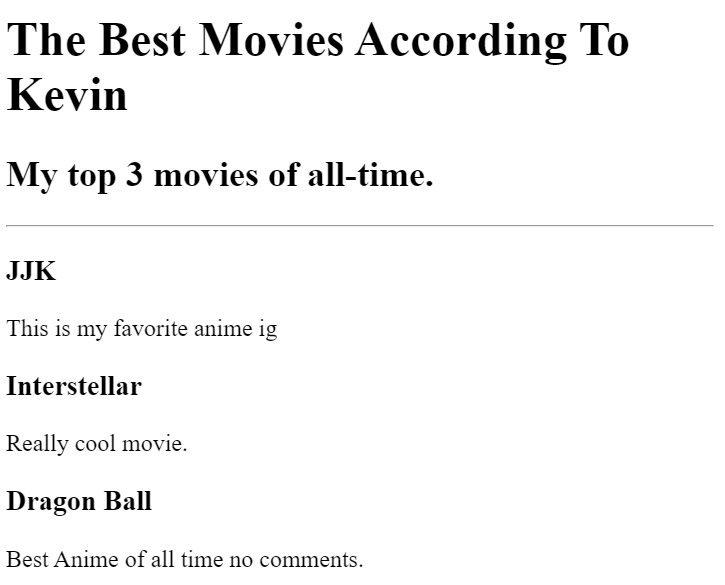 The Best Movies According To
Kevin
My top 3 movies of all-time.
JJK
This is my favorite anime ig
Interstellar
Really cool movie.
Dragon Ball
Best Anime of all time no comments.